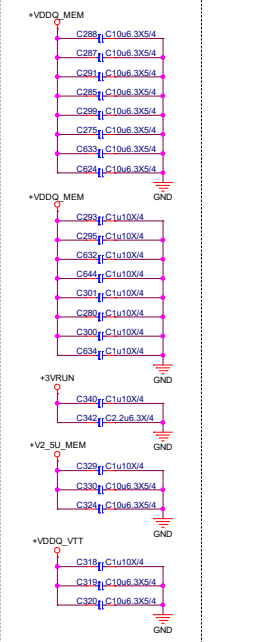 +VDDQ_MEM
C288 C10u6.3X5/4
C287 C10u6.3X5/4
C291 C10u6.3X5/4
C285 C10u6.3X5/4
C299 C10u6.3X5/4
C275 C10u6.3X5/4
C633 C10u6.3X5/4
C624 C10u6.3X5/4
GND
+VDDQ_MEM
C293 C1u10X/4
C295 C1u10X/4
C632 C1u10X/4
C644 C1u10X/4
C301 C1u10X/4
C280 C1u10X/4
C300 C1u10X/4
C634 C1u10X/4
GND
+3VRUN
C340 C1u10X/4
C342 C2.2u6.3X/4
GND
+V2_5U_MEM
C329 C1u10X/4
C330 C10u6.3X5/4
C324 C10u6.3X5/4
GND
+VDDQ_VTT
C318 C1u10X/4
C319 C10u6.3X5/4
C320 C10u6.3X5/4
GND